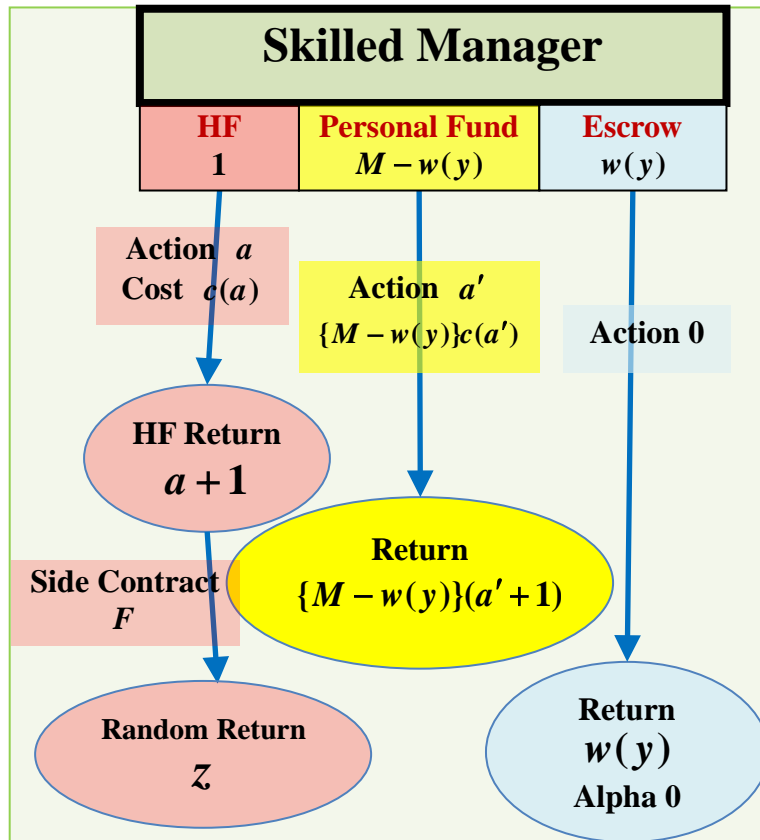 Skilled Manager
HF
1
Personal Fund
M − w(y)
Escrow
w(y)
Action a
Cost c(a)
Action a′
{M − w(y)}c(a′)
Action 0
HF Return
a + 1
Side Contract
F
Return
{M − w(y)}(a′+1)
Random Return
z
Return
w(y)
Alpha 0